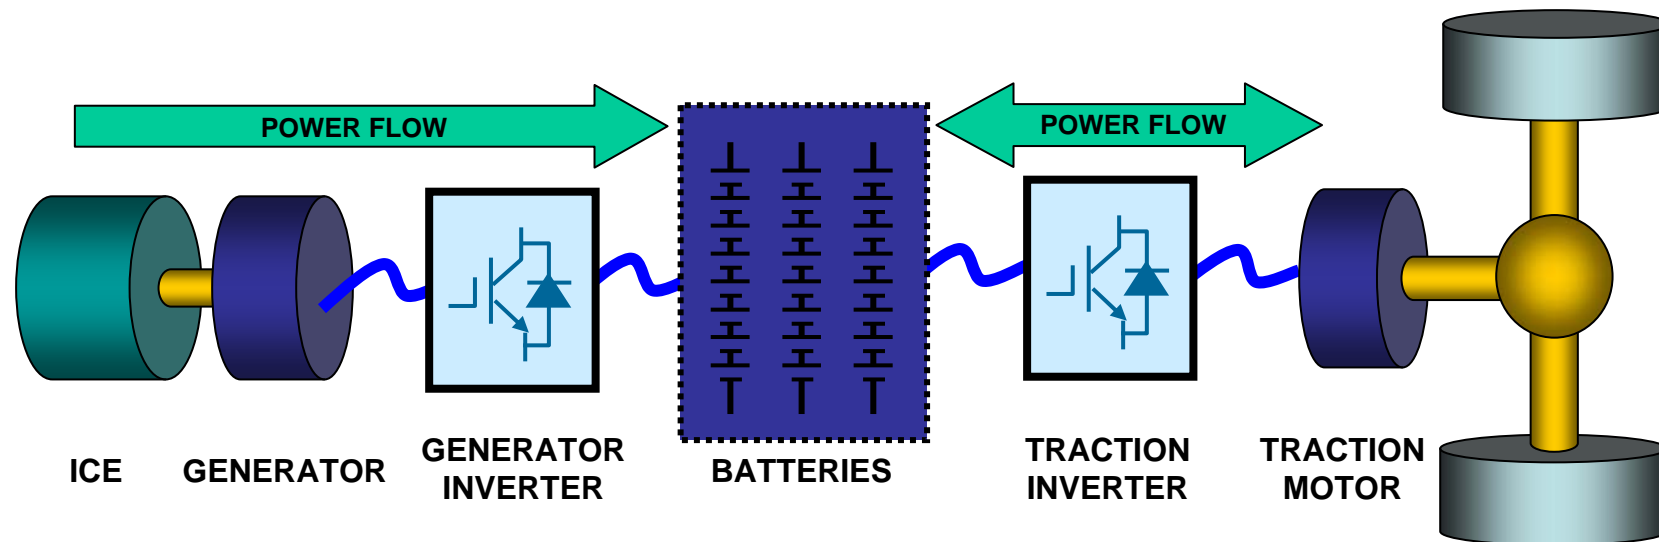 POWER FLOW
POWER FLOW
ICE
GENERATOR
GENERATOR
INVERTER
BATTERIES
TRACTION
INVERTER
TRACTION
MOTOR